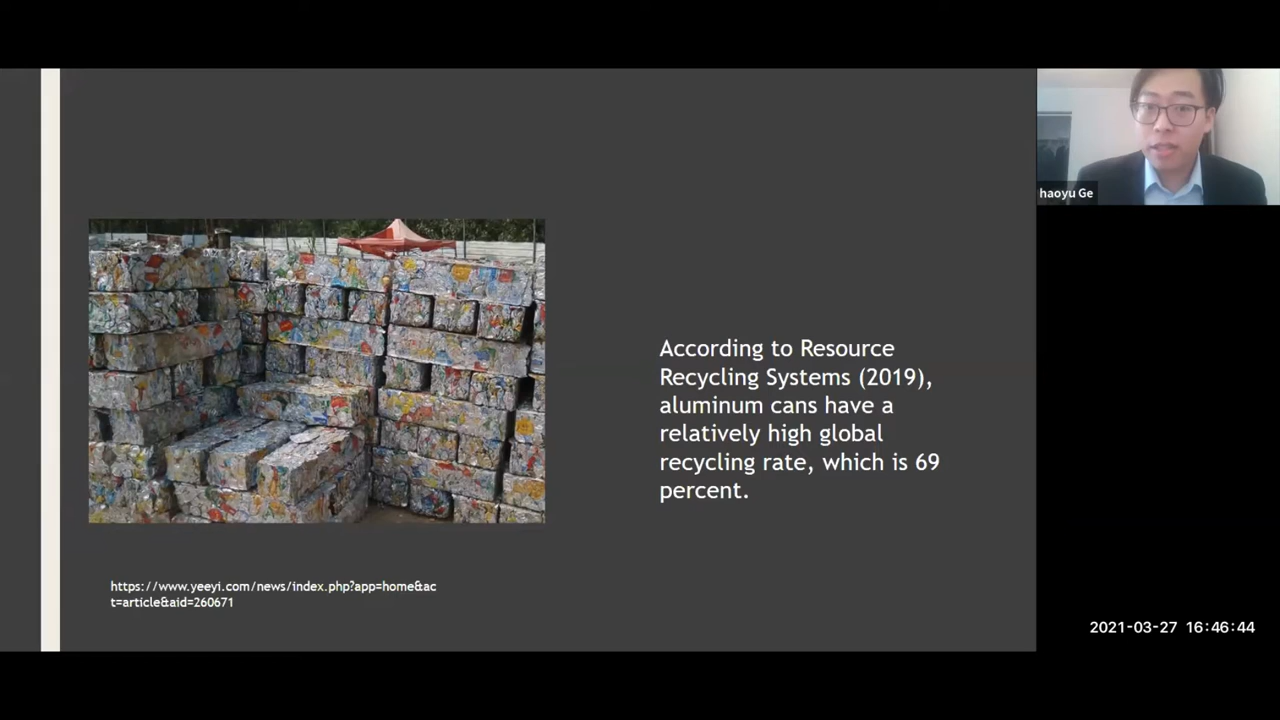 haoyu Ge
According to Resource
Recycling Systems (2019),
aluminum cans have a
relatively high global
recycling rate, which is 69
percent.
https://www.yeeyi.com/news/index.php?app=home&ac
t=article&aid=260671
2021-03-27 16:46:44